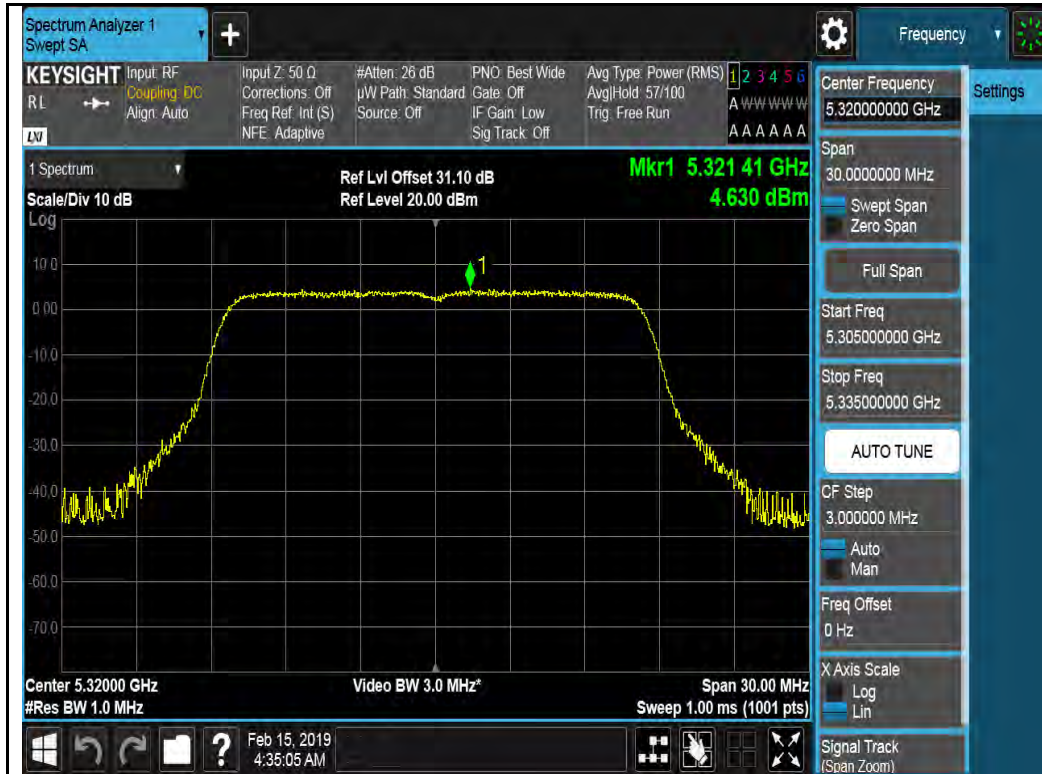 Spectrum Analyzer 1
Swept SA
+
Frequency
KEYSIGHT
RL
LXI
Input: RF
Coupling: DC
Align: Auto
Input Z: 50 Ω
Corrections: Off
Freq Ref: Int (S)
NFE: Adaptive
#Atten: 26 dB
µW Path: Standard
Source: Off
PNO: Best Wide
Gate: Off
IF Gain: Low
Sig Track: Off
Avg Type: Power (RMS)
Avg|Hold: 57/100
Trig: Free Run
1 2 3 4 5 6
A W W W W W
A A A A A A
1 Spectrum
Scale/Div 10 dB
Ref Lvl Offset 31.10 dB
Ref Level 20.00 dBm
Mkr1 5.321 41 GHz
4.630 dBm
Log
10.0
0.00
-10.0
-20.0
-30.0
-40.0
-50.0
-60.0
-70.0
1
Center 5.32000 GHz
#Res BW 1.0 MHz
Video BW 3.0 MHz*
Span 30.00 MHz
Sweep 1.00 ms (1001 pts)
?
Feb 15, 2019
4:35:05 AM
Center Frequency
5.320000000 GHz
Span
30.0000000 MHz
Swept Span
Zero Span
Full Span
Start Freq
5.305000000 GHz
Stop Freq
5.335000000 GHz
AUTO TUNE
CF Step
3.000000 MHz
Auto
Man
Freq Offset
0 Hz
X Axis Scale
Log
Lin
Signal Track
(Span Zoom)
Settings